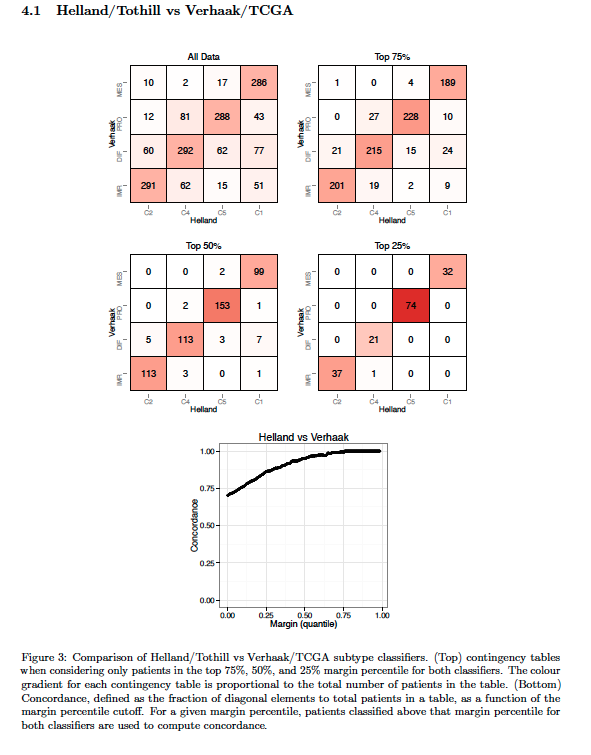 4.1 Helland/Tothill vs Verhaak/TCGA
All Data
Verhaak
MES 10 2 17 286
PRO 12 81 288 43
DIF 60 292 62 77
IMR 291 62 15 51
C2 C4 C5 C1
Helland
Top 75%
Verhaak
MES 1 0 4 189
PRO 0 27 228 10
DIF 21 215 15 24
IMR 201 19 2 9
C2 C4 C5 C1
Helland
Top 50%
Verhaak
MES 0 0 2 99
PRO 0 2 153 1
DIF 5 113 3 7
IMR 113 3 0 1
C2 C4 C5 C1
Helland
Top 25%
Verhaak
MES 0 0 0 32
PRO 0 0 74 0
DIF 0 21 0 0
IMR 37 1 0 0
C2 C4 C5 C1
Helland
Helland vs Verhaak
Concordance
1.00
0.75
0.50
0.25
0.00
0.00 0.25 0.50 0.75 1.00
Margin (quantile)
Figure 3: Comparison of Helland/Tothill vs Verhaak/TCGA subtype classifiers. (Top) contingency tables
when considering only patients in the top 75%, 50%, and 25% margin percentile for both classifiers. The colour
gradient for each contingency table is proportional to the total number of patients in the table. (Bottom)
Concordance, defined as the fraction of diagonal elements to total patients in a table, as a function of the
margin percentile cutoff. For a given margin percentile, patients classified above that margin percentile for
both classifiers are used to compute concordance.